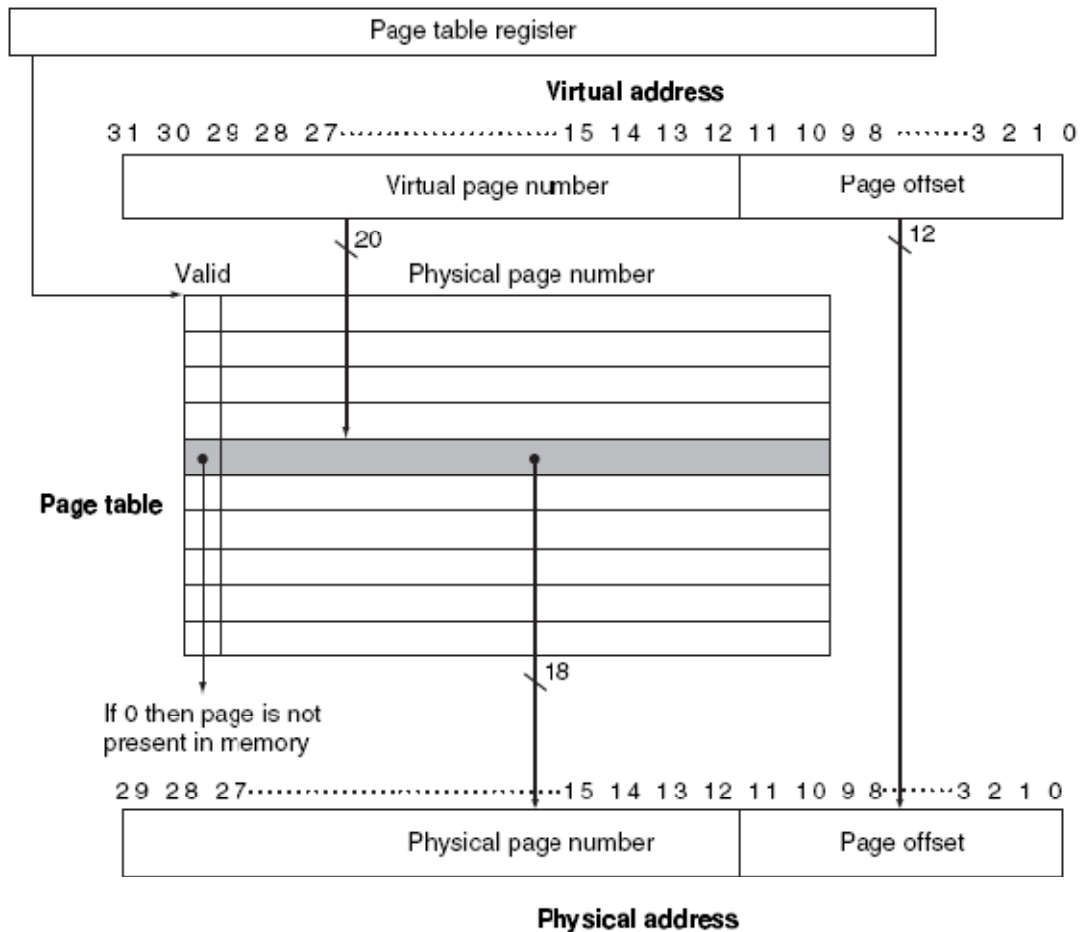 Page table register
Virtual address
31 30 29 28 27 15 14 13 12 11 10 9 8 3 2 1 0
Virtual page number Page offset
20 12
Valid Physical page number
Page table
18
If 0 then page is not
present in memory
29 28 27 15 14 13 12 11 10 9 8 3 2 1 0
Physical page number Page offset
Physical address